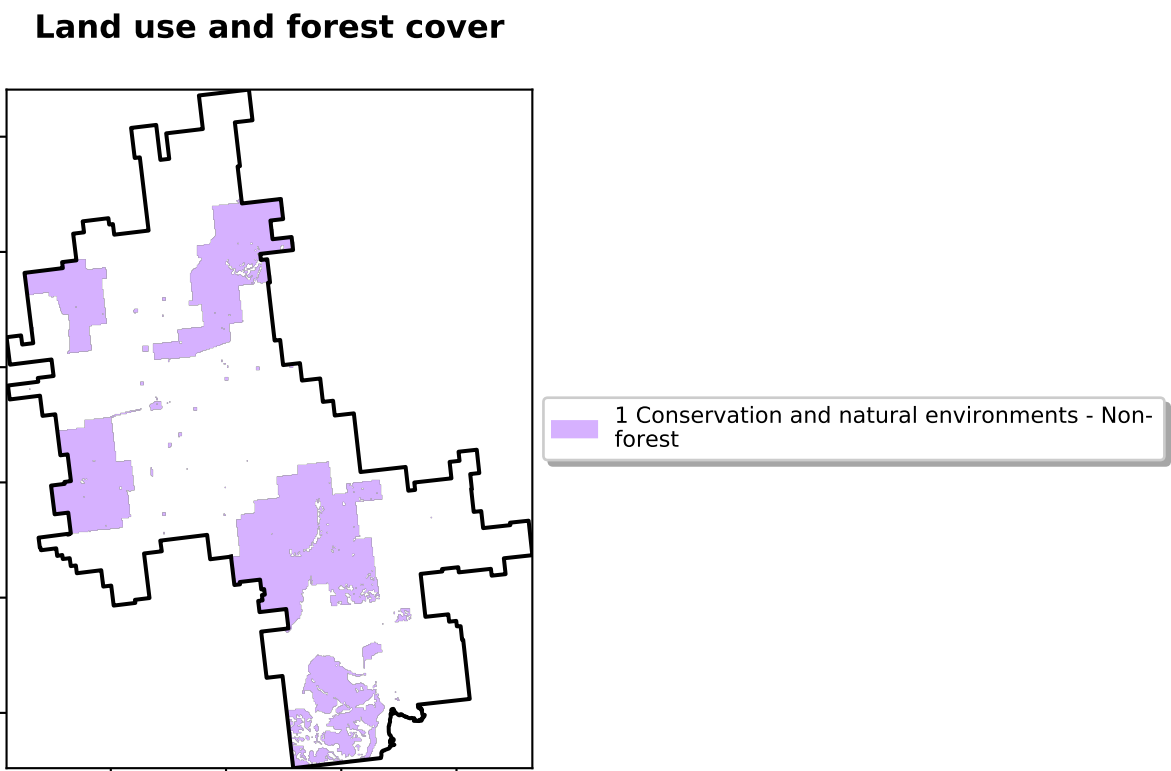 Land use and forest cover
1 Conservation and natural environments - Non-
forest